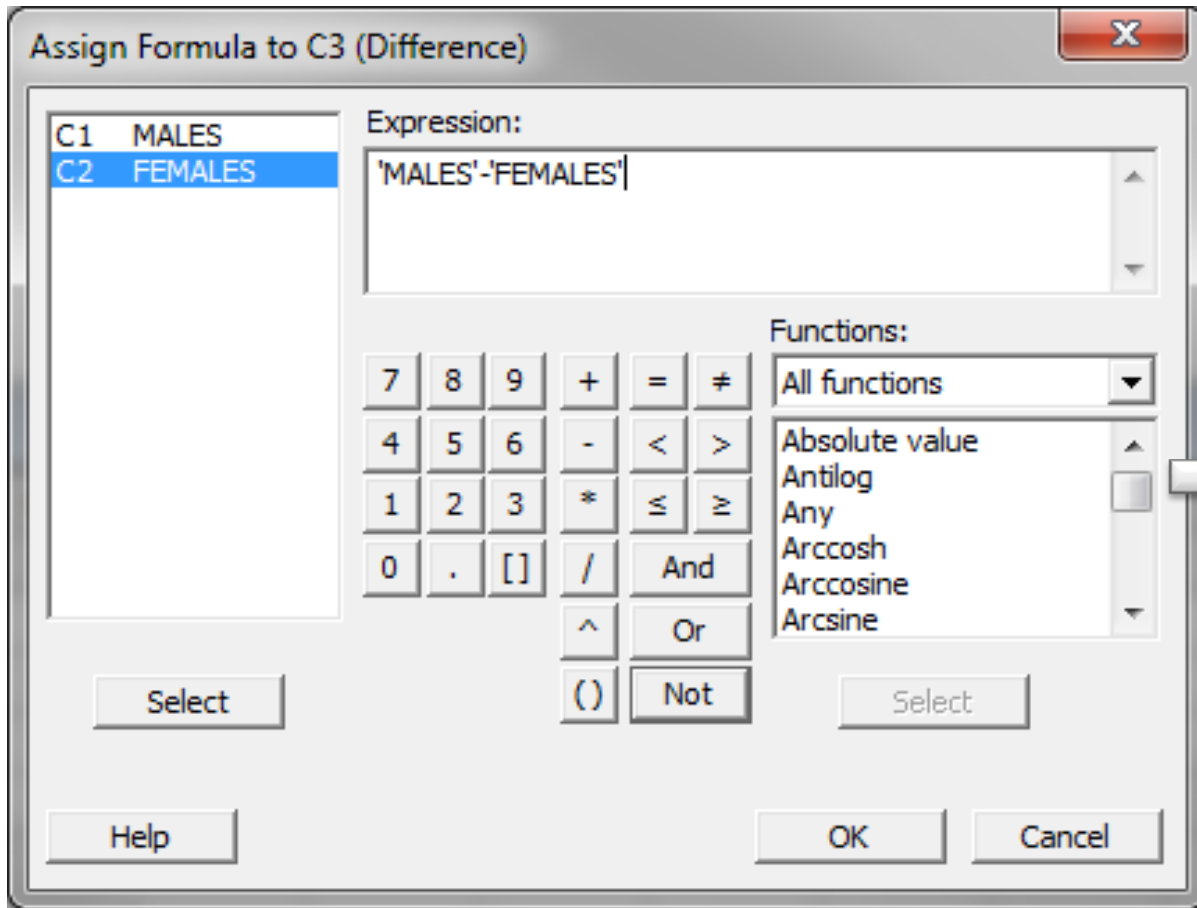 Assign Formula to C3 (Difference)
X
C1 MALES
C2 FEMALES
Expression:
'MALES'-'FEMALES'
Functions:
All functions
7 8 9 + = ≠
4 5 6 - < >
1 2 3 * ≤ ≥
0 . [] / And
^ Or
() Not
Absolute value
Antilog
Any
Arccosh
Arccosine
Arcsine
Select
Select
Help
OK
Cancel